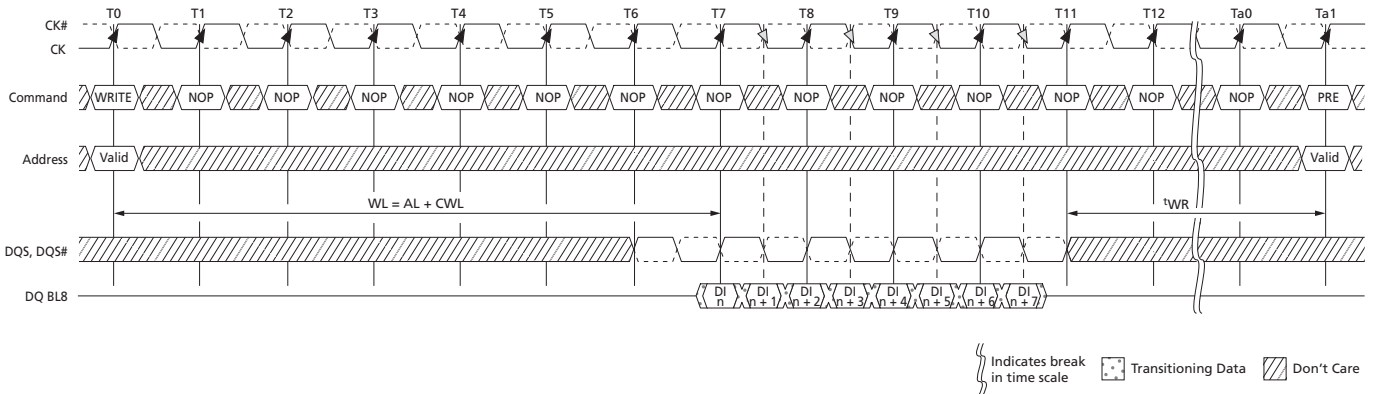 T0 T1 T2 T3 T4 T5 T6 T7 T8 T9 T10 T11 T12 Ta0 Ta1
CK#
CK
Command WRITE NOP NOP NOP NOP NOP NOP NOP NOP NOP NOP NOP NOP NOP PRE
Address Valid Valid
WL = AL + CWL tWR
DQS, DQS#
DQ BL8 DI n DI n + 1 DI n + 2 DI n + 3 DI n + 4 DI n + 5 DI n + 6 DI n + 7
Indicates break
in time scale
Transitioning Data
Don't Care